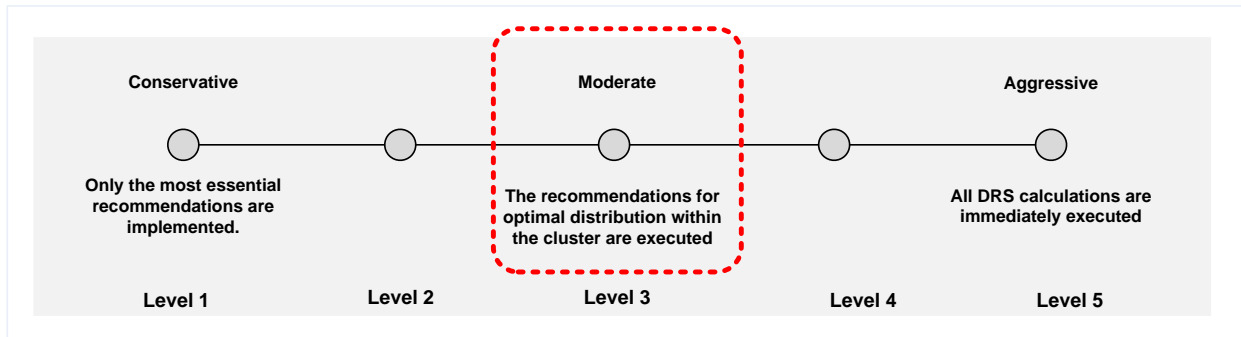 Conservative
Moderate
Aggressive
Only the most essential
recommendations are
implemented.
The recommendations for
optimal distribution within
the cluster are executed
All DRS calculations are
immediately executed
Level 1
Level 2
Level 3
Level 4
Level 5